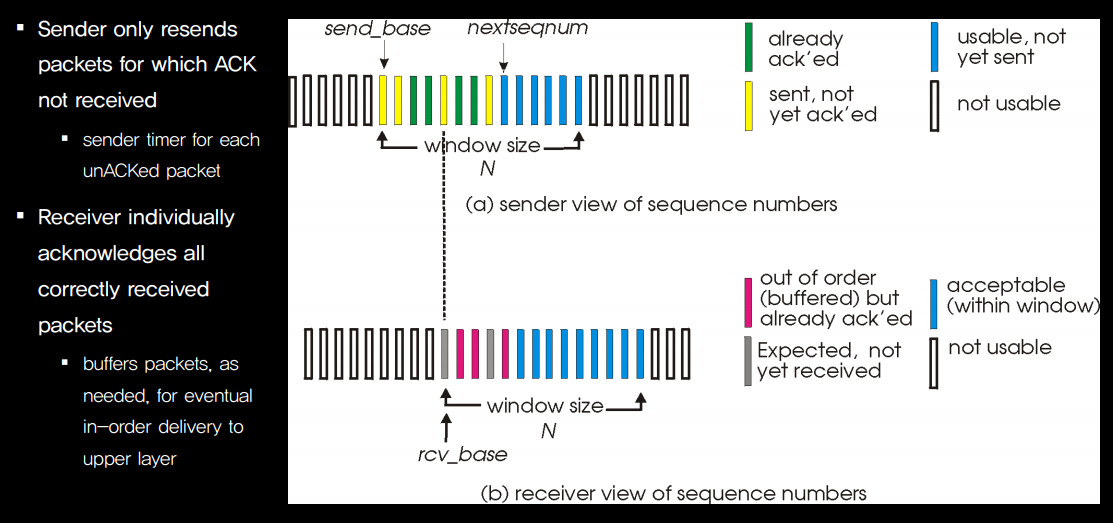 ▪ Sender only resends
packets for which ACK
not received
▪ sender timer for each
unACKed packet
▪ Receiver individually
acknowledges all
correctly received
packets
▪ buffers packets, as
needed, for eventual
in-order delivery to
upper layer
send_base
nextseqnum
already
ack'ed
usable, not
yet sent
sent, not
yet ack'ed
not usable
window size
N
(a) sender view of sequence numbers
out of order
(buffered) but
already ack'ed
acceptable
(within window)
Expected, not
yet received
not usable
window size
N
rcv_base
(b) receiver view of sequence numbers